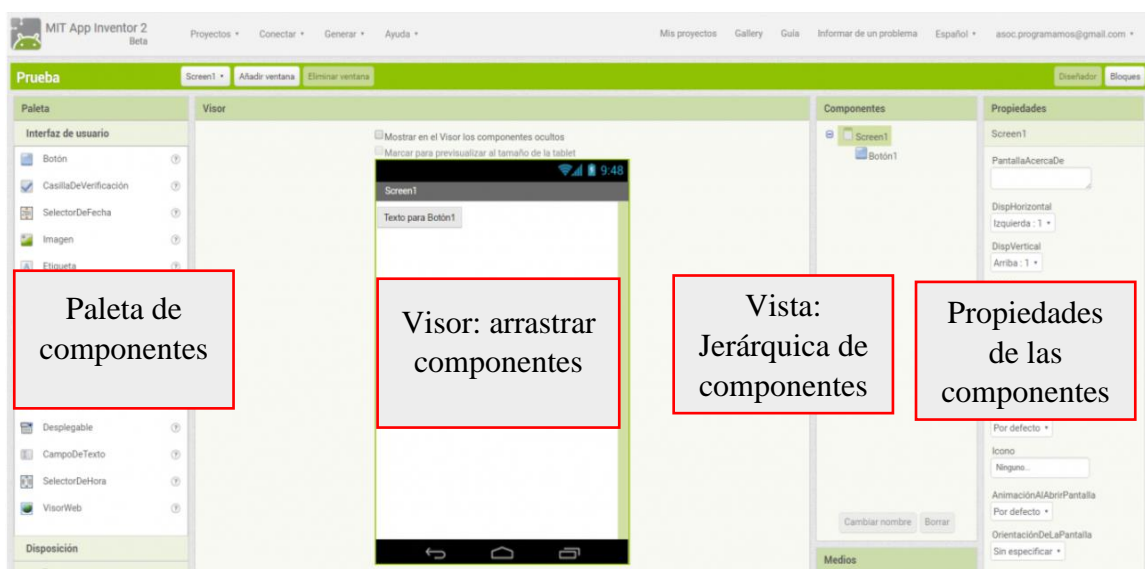 MIT App Inventor 2
Beta
Proyectos Conectar Generar Ayuda
Mis proyectos Gallery Guía Informar de un problema Español asoc.programamos@gmail.com
Prueba
Screen1 Añadir ventana Eliminar ventana
Diseñador Bloques
Paleta
Interfaz de usuario
Botón
CasillaDeVerificación
SelectorDeFecha
Imagen
Etiqueta
Paleta de
componentes
Desplegable
CampoDeTexto
SelectorDeHora
VisorWeb
Disposición
Visor
Mostrar en el Visor los componentes ocultos
Marcar para previsualizar al tamaño de la tablet
9:48
Screen1
Texto para Botón1
Visor: arrastrar
componentes
Componentes
Screen1
Botón1
Vista:
Jerárquica de
componentes
Cambiar nombre Borrar
Medios
Propiedades
Screen1
PantallaAcercaDe
DispHorizontal
Izquierda : 1
DispVertical
Arriba : 1
Propiedades
de las
componentes
Por defecto
Icono
Ninguno...
AnimaciónAlAbrirPantalla
Por defecto
OrientaciónDeLaPantalla
Sin especificar